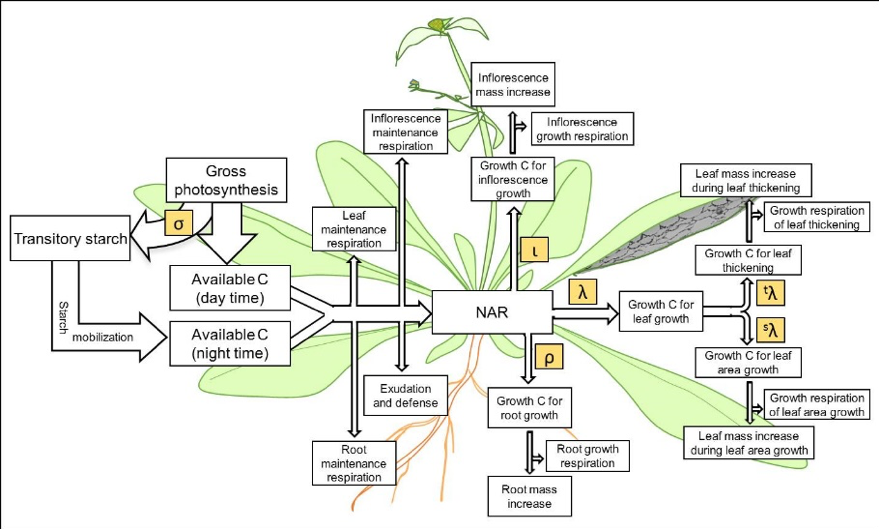 Inflorescence
mass increase
Inflorescence
maintenance
respiration
Inflorescence
growth respiration
Gross
photosynthesis
Growth C for
inflorescence
growth
Leaf mass increase
during leaf thickening
σ
Leaf
maintenance
respiration
Growth respiration
of leaf thickening
Transitory starch
ι
Growth C for leaf
thickening
Available C
(day time)
λ
ᵗλ
NAR
Growth C for
leaf growth
Starch
mobilization
Available C
(night time)
ρ
ˢλ
Growth C for leaf
area growth
Exudation
and defense
Growth C for
root growth
Growth respiration
of leaf area growth
Root
maintenance
respiration
Root growth
respiration
Leaf mass increase
during leaf area growth
Root mass
increase